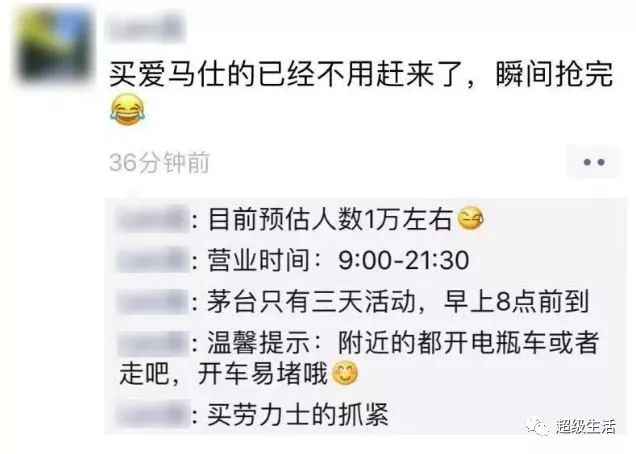 买爱马仕的已经不用赶来了，瞬间抢完
😂
36分钟前
: 目前预估人数1万左右
: 营业时间：9:00-21:30
: 茅台只有三天活动，早上8点前到
: 温馨提示：附近的都开电瓶车或者
走吧，开车易堵哦😊
: 买劳力士的抓紧
超级生活